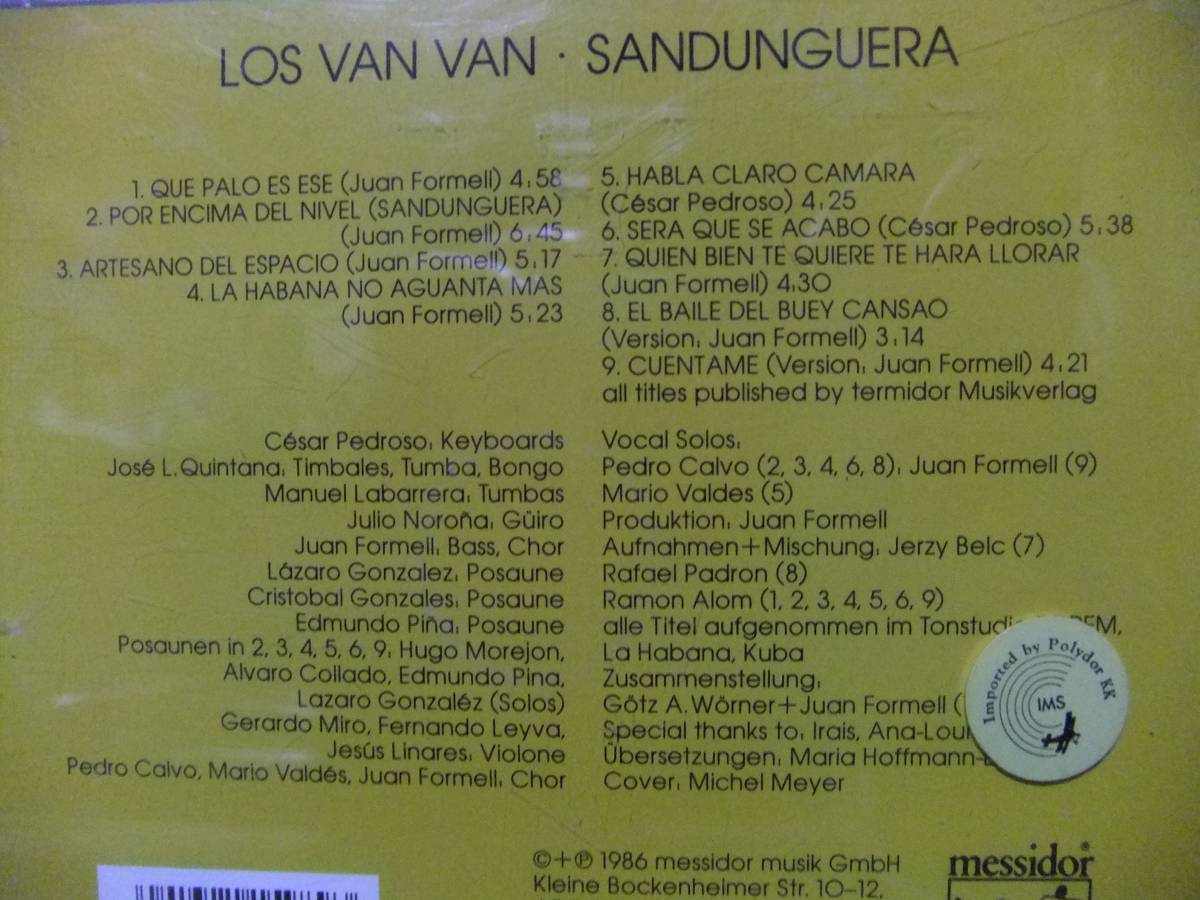 LOS VAN VAN · SANDUNGUERA
1. QUE PALO ES ESE (Juan Formell) 4:58
2. POR ENCIMA DEL NIVEL (SANDUNGUERA)
(Juan Formell) 6:45
3. ARTESANO DEL ESPACIO (Juan Formell) 5:17
4. LA HABANA NO AGUANTA MAS
(Juan Formell) 5:23
5. HABLA CLARO CAMARA
(César Pedroso) 4:25
6. SERA QUE SE ACABO (César Pedroso) 5:38
7. QUIEN BIEN TE QUIERE TE HARA LLORAR
(Juan Formell) 4:30
8. EL BAILE DEL BUEY CANSAO
(Version: Juan Formell) 3:14
9. CUENTAME (Version: Juan Formell) 4:21
all titles published by termidor Musikverlag
César Pedroso: Keyboards
José L.Quintana: Timbales, Tumba, Bongo
Manuel Labarrera: Tumbas
Julio Noroña: Güiro
Juan Formell: Bass, Chor
Lázaro Gonzalez: Posaune
Cristobal Gonzales: Posaune
Edmundo Piña: Posaune
Posaunen in 2, 3, 4, 5, 6, 9: Hugo Morejon,
Alvaro Collado, Edmundo Pina,
Lazaro Gonzaléz (Solos)
Gerardo Miro, Fernando Leyva,
Jesús Linares: Violone
Pedro Calvo, Mario Valdés, Juan Formell: Chor
Vocal Solos:
Pedro Calvo (2, 3, 4, 6, 8), Juan Formell (9)
Mario Valdes (5)
Produktion: Juan Formell
Aufnahmen+Mischung: Jerzy Belc (7)
Rafael Padron (8)
Ramon Alom (1, 2, 3, 4, 5, 6, 9)
alle Titel aufgenommen im
La Habana, Kuba
Zusammenstellung:
Götz A. Wörner+Juan Formell (
Special thanks to: Irais,
Übersetzungen: Maria
Cover: Michel Meyer
Imported by Polydor KK
IMS
©+℗ 1986 messidor musik GmbH
Kleine Bockenheimer Str. 10–12,
messidor®